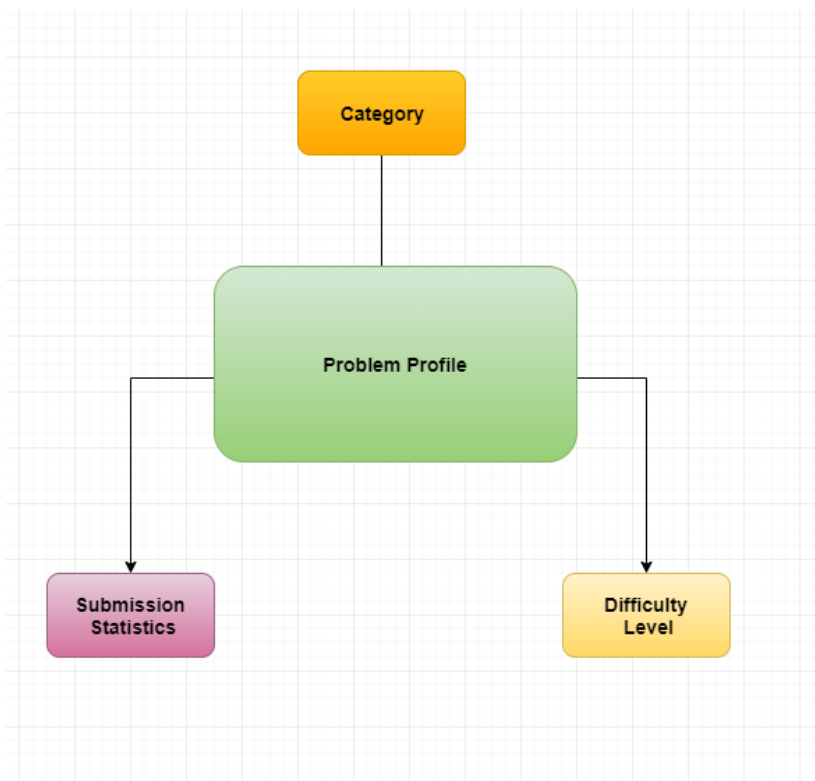 Category
Problem Profile
Submission
Statistics
Difficulty
Level